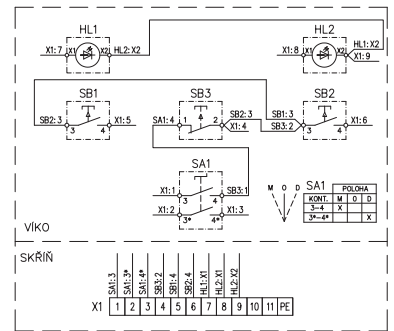 HL1
HL2
X1:7
X1
X2
HL2:X2
X1:8
X1
X2
HL1:X2
X1:9
SB1
SB3
SB2
SB2:3
3
4
X1:5
SA1:4
1
2
SB2:3
X1:4
SB1:3
SB3:2
3
4
X1:6
SA1
X1:1
3
4
SB3:1
X1:2
3*
4*
X1:3
M O D
SA1
POLOHA
KONT. M O D
3-4 X
3*-4* X
VÍKO
SKŘÍŇ
SA1:3
SA1:3*
SA1:4*
SB3:2
SB1:4
SB2:4
HL1:X1
HL2:X1
HL2:X2
X1 1 2 3 4 5 6 7 8 9 10 11 PE